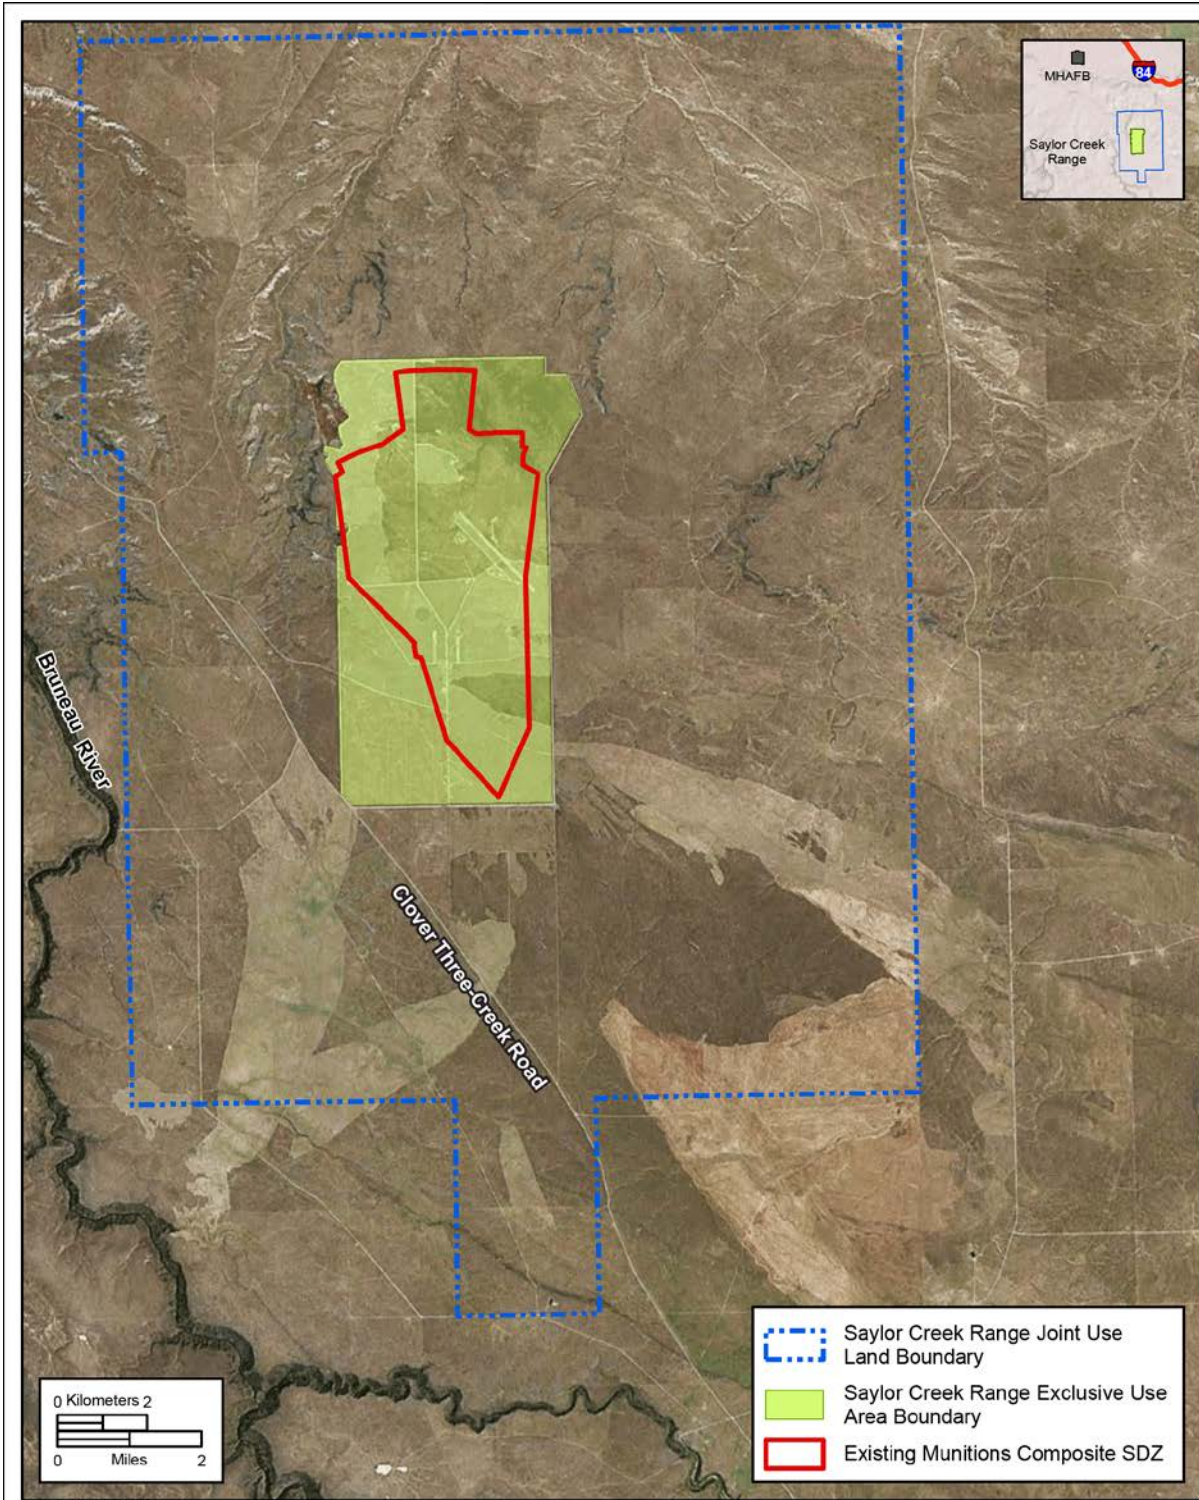 MHAFB
84
Saylor Creek
Range
Bruneau River
Clover Three-Creek Road
0 Kilometers 2
0 Miles 2
Saylor Creek Range Joint Use
Land Boundary
Saylor Creek Range Exclusive Use
Area Boundary
Existing Munitions Composite SDZ